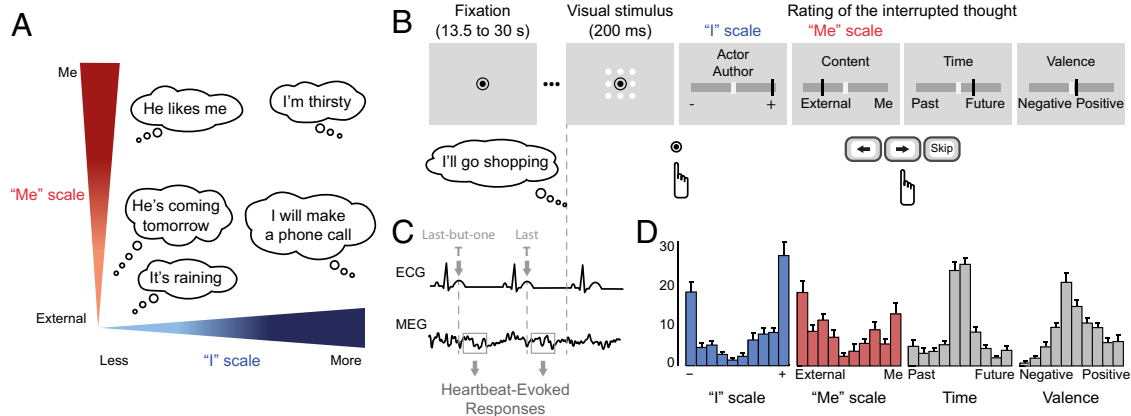 A
Me
"Me" scale
External
He likes me
I'm thirsty
He's coming
tomorrow
I will make
a phone call
It's raining
Less
"I" scale
More
B
Fixation
(13.5 to 30 s)
Visual stimulus
(200 ms)
Rating of the interrupted thought
"I" scale
"Me" scale
Actor
Author
- +
Content
External Me
Time
Past Future
Valence
Negative Positive
I'll go shopping
Skip
C
Last-but-one
Last
ECG
MEG
Heartbeat-Evoked
Responses
D
30
20
10
0
− +
External Me
Past Future
Negative Positive
"I" scale
"Me" scale
Time
Valence